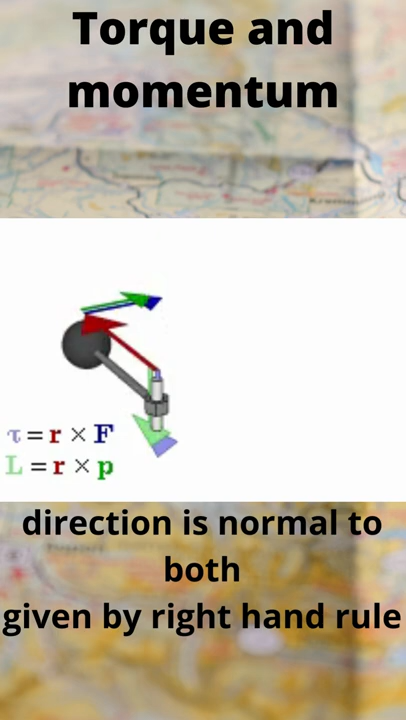 Torque and
momentum
τ = r × F
L = r × p
direction is normal to
both
given by right hand rule